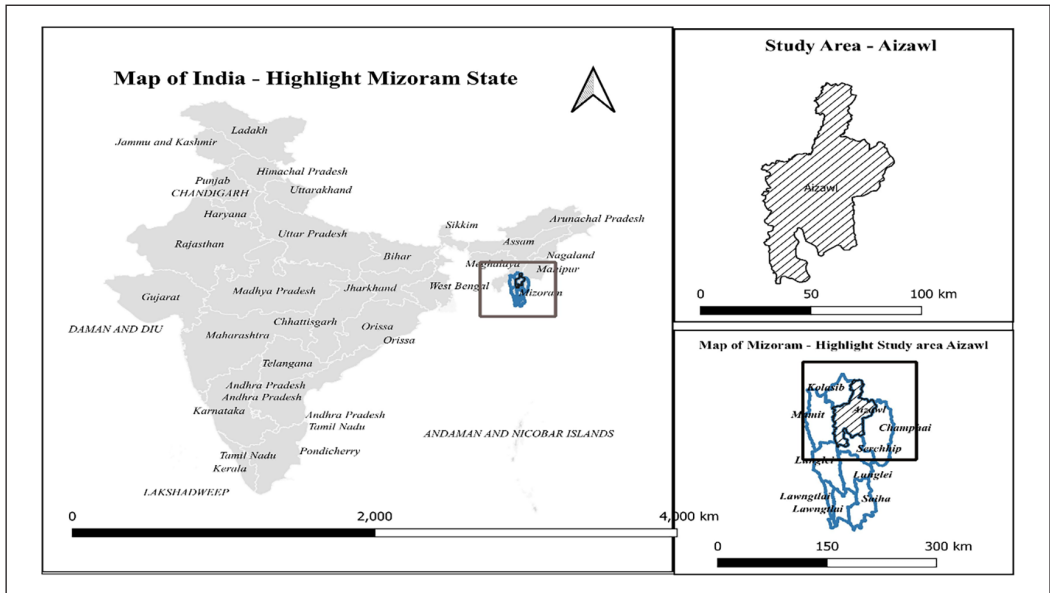 Map of India - Highlight Mizoram State
Ladakh
Jammu and Kashmir
Himachal Pradesh
Punjab
CHANDIGARH
Uttarakhand
Haryana
Uttar Pradesh
Rajasthan
Bihar
Sikkim
Arunachal Pradesh
Assam
Nagaland
Meghalaya
Manipur
Mizoram
West Bengal
Gujarat
Madhya Pradesh
Jharkhand
DAMAN AND DIU
Chhattisgarh
Maharashtra
Orissa
Orissa
Telangana
Andhra Pradesh
Andhra Pradesh
Karnataka
Andhra Pradesh
Tamil Nadu
ANDAMAN AND NICOBAR ISLANDS
Pondicherry
Tamil Nadu
Kerala
LAKSHADWEEP
0 2,000 4,000 km
Study Area - Aizawl
Aizawl
0 50 100 km
Map of Mizoram - Highlight Study area Aizawl
Kolasib
Mamit
Aizawl
Champhai
Serchhip
Lunglei
Lunglei
Lawngtlai
Saiha
Lawngtlai
0 150 300 km